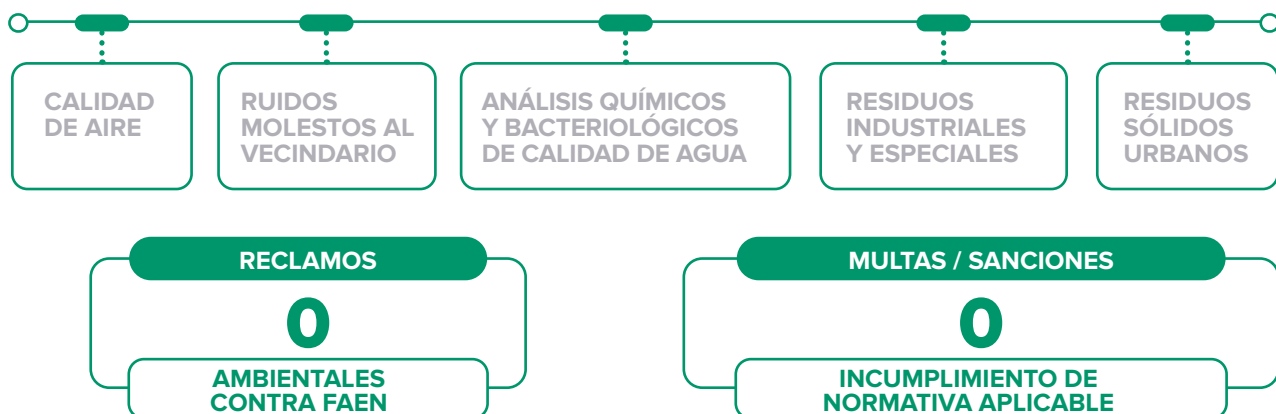 CALIDAD
DE AIRE
RUIDOS
MOLESTOS AL
VECINDARIO
ANÁLISIS QUÍMICOS
Y BACTERIOLÓGICOS
DE CALIDAD DE AGUA
RESIDUOS
INDUSTRIALES
Y ESPECIALES
RESIDUOS
SÓLIDOS
URBANOS
RECLAMOS
0
AMBIENTALES
CONTRA FAEN
MULTAS / SANCIONES
0
INCUMPLIMIENTO DE
NORMATIVA APLICABLE